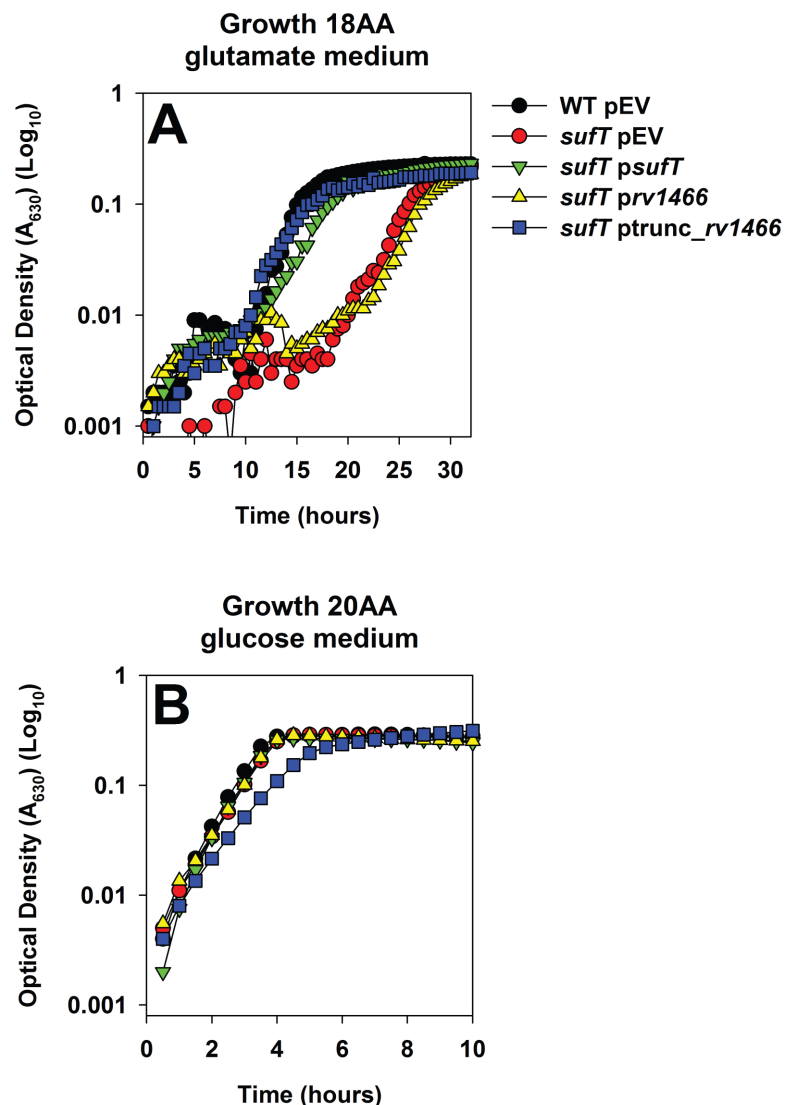 Growth 18AA
glutamate medium
Optical Density (A630) (Log10)
1
0.1
0.01
0.001
A
0 5 10 15 20 25 30
Time (hours)
WT pEV
sufT pEV
sufT psufT
sufT prv1466
sufT ptrunc_rv1466
Growth 20AA
glucose medium
Optical Density (A630) (Log10)
1
0.1
0.01
0.001
B
0 2 4 6 8 10
Time (hours)